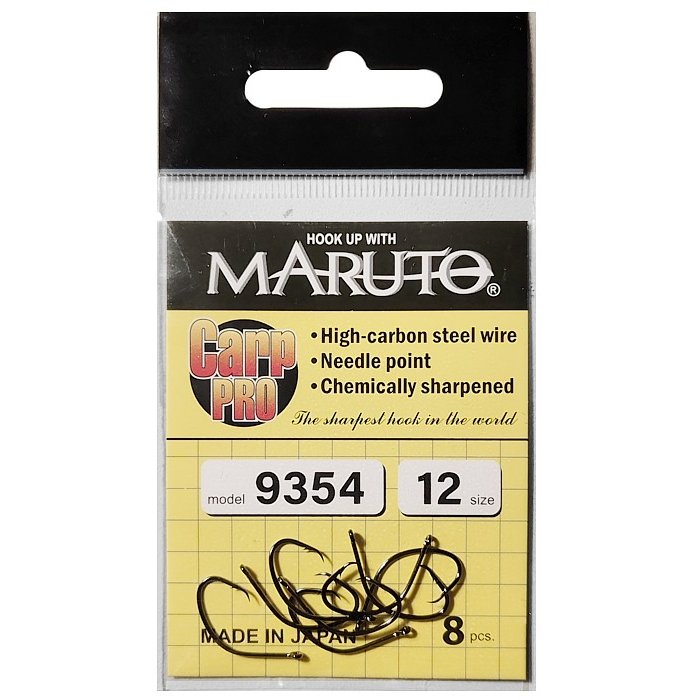 HOOK UP WITH
MARUTO®
Carp
PRO
•High-carbon steel wire
•Needle point
•Chemically sharpened
The sharpest hook in the world
model 9354
12 size
MADE IN JAPAN
8 pcs.